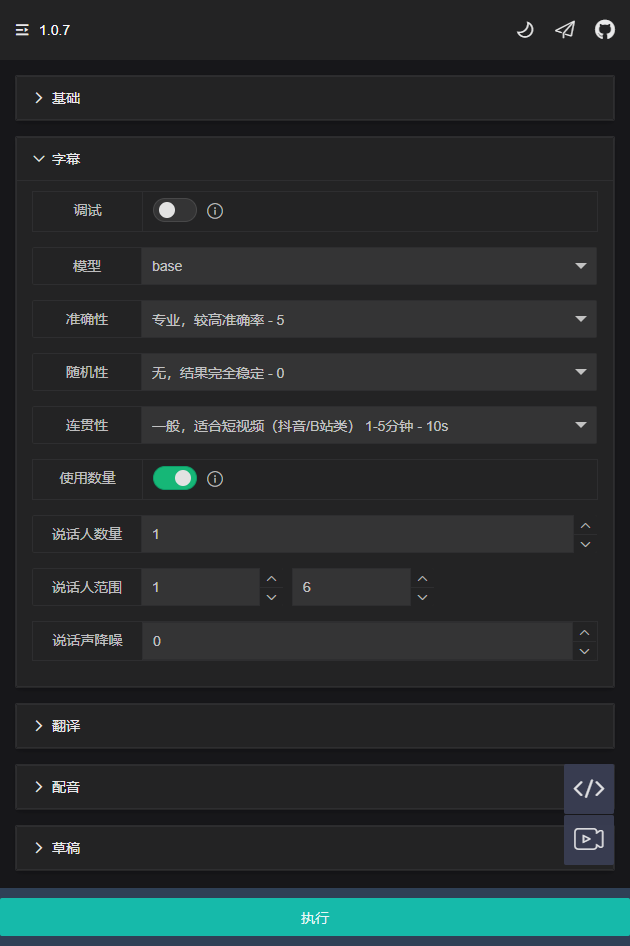 1.0.7
基础
字幕
调试
模型 base
准确性 专业，较高准确率 - 5
随机性 无，结果完全稳定 - 0
连贯性 一般，适合短视频（抖音/B站类） 1-5分钟 - 10s
使用数量
说话人数量 1
说话人范围 1 6
说话声降噪 0
翻译
配音
草稿
执行